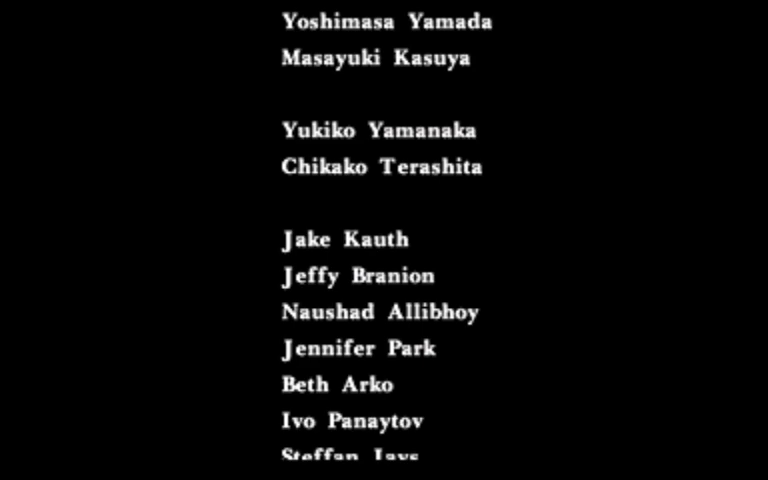 Yoshimasa Yamada
Masayuki Kasuya
Yukiko Yamanaka
Chikako Terashita
Jake Kauth
Jeffy Branion
Naushad Allibhoy
Jennifer Park
Beth Arko
Ivo Panaytov
Steffan